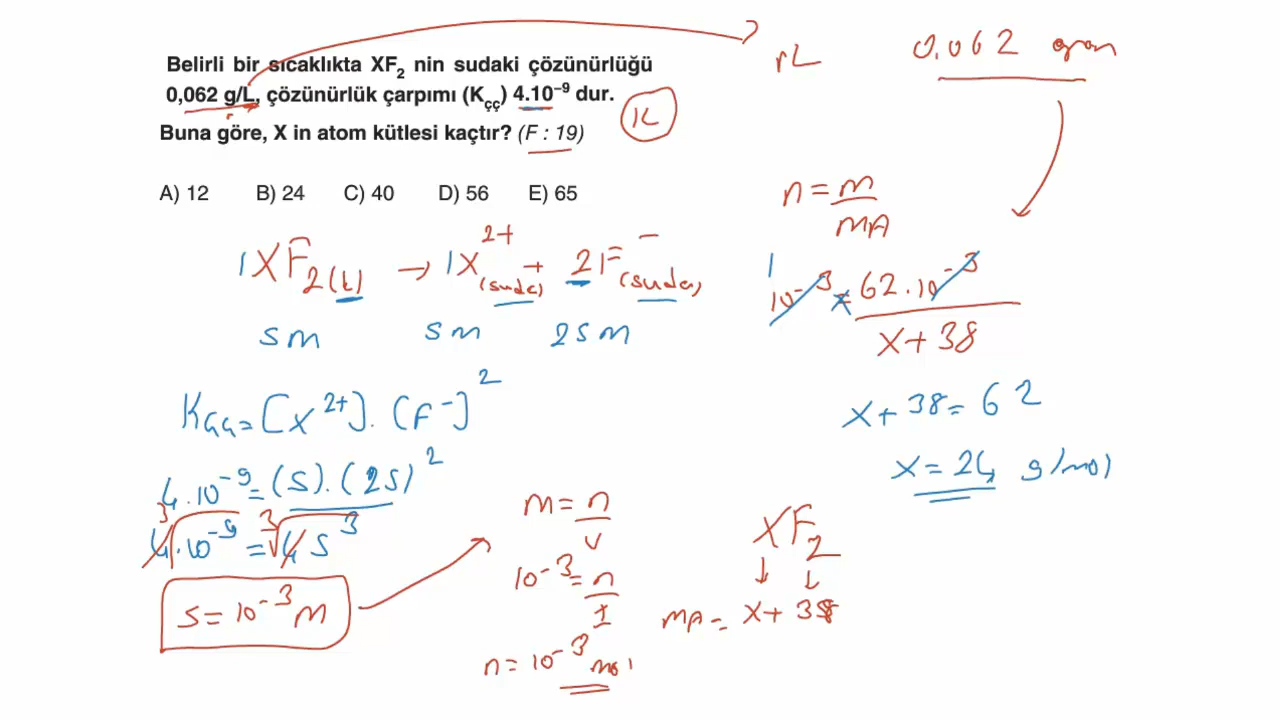 Belirli bir sıcaklıkta XF₂ nin sudaki çözünürlüğü
0,062 g/L, çözünürlük çarpımı (Kçç) 4.10⁻⁹ dur.
Buna göre, X in atom kütlesi kaçtır? (F : 19)
A) 12 B) 24 C) 40 D) 56 E) 65
1XF₂(k) → 1X²⁺(suda) + 2F⁻(suda)
SM SM 2SM
Kçç = [X²⁺] . (F⁻]²
4.10⁻⁹ = (S).(2S)²
³√4.10⁻⁹ = ³√4S³
S = 10⁻³ M
M = n/V
10⁻³ = n/1
n = 10⁻³ mol
XF₂
MA = X + 38
1L 0.062 gram
n = m/MA
1
10⁻³ = 62.10⁻³/X + 38
X + 38 = 62
X = 24 g/mol